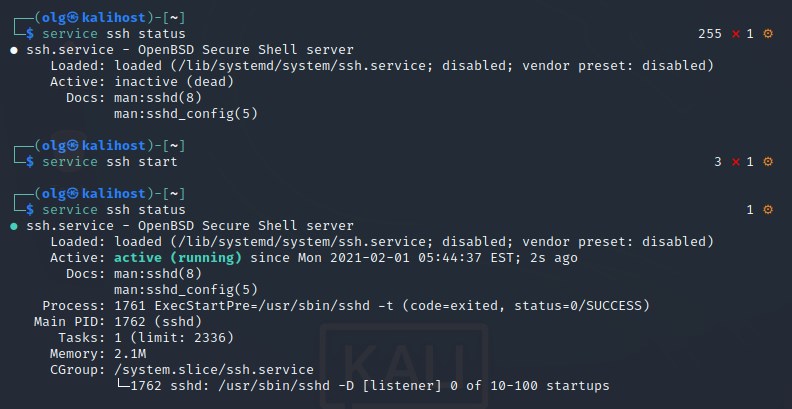 ┌──(olg㉿kalihost)-[~]
└─$ service ssh status 255 ⨯ 1 ⚙
● ssh.service - OpenBSD Secure Shell server
Loaded: loaded (/lib/systemd/system/ssh.service; disabled; vendor preset: disabled)
Active: inactive (dead)
Docs: man:sshd(8)
man:sshd_config(5)
┌──(olg㉿kalihost)-[~]
└─$ service ssh start 3 ⨯ 1 ⚙
┌──(olg㉿kalihost)-[~]
└─$ service ssh status 1 ⚙
● ssh.service - OpenBSD Secure Shell server
Loaded: loaded (/lib/systemd/system/ssh.service; disabled; vendor preset: disabled)
Active: active (running) since Mon 2021-02-01 05:44:37 EST; 2s ago
Docs: man:sshd(8)
man:sshd_config(5)
Process: 1761 ExecStartPre=/usr/sbin/sshd -t (code=exited, status=0/SUCCESS)
Main PID: 1762 (sshd)
Tasks: 1 (limit: 2336)
Memory: 2.1M
CGroup: /system.slice/ssh.service
└─1762 sshd: /usr/sbin/sshd -D [listener] 0 of 10-100 startups
KALI